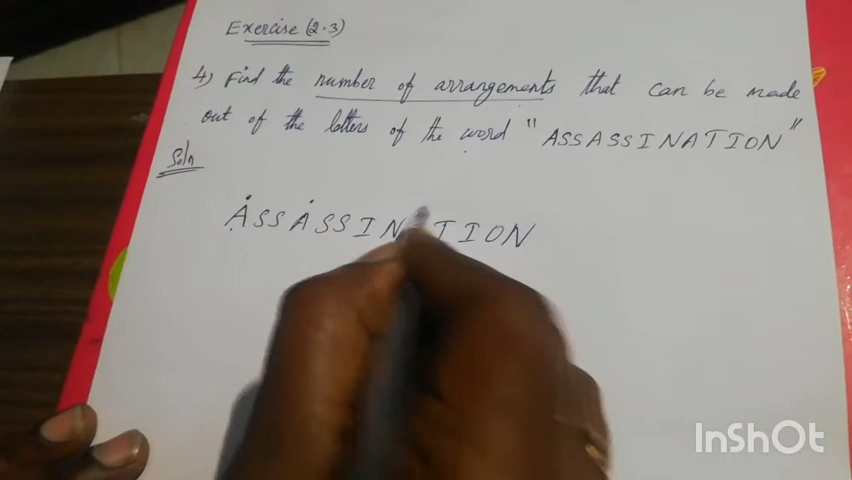 Exercise (2.3)
4) Find the number of arrangements that can be made
out of the letters of the word "ASSASSINATION"
Soln
ASSASSIN TION
InShOt